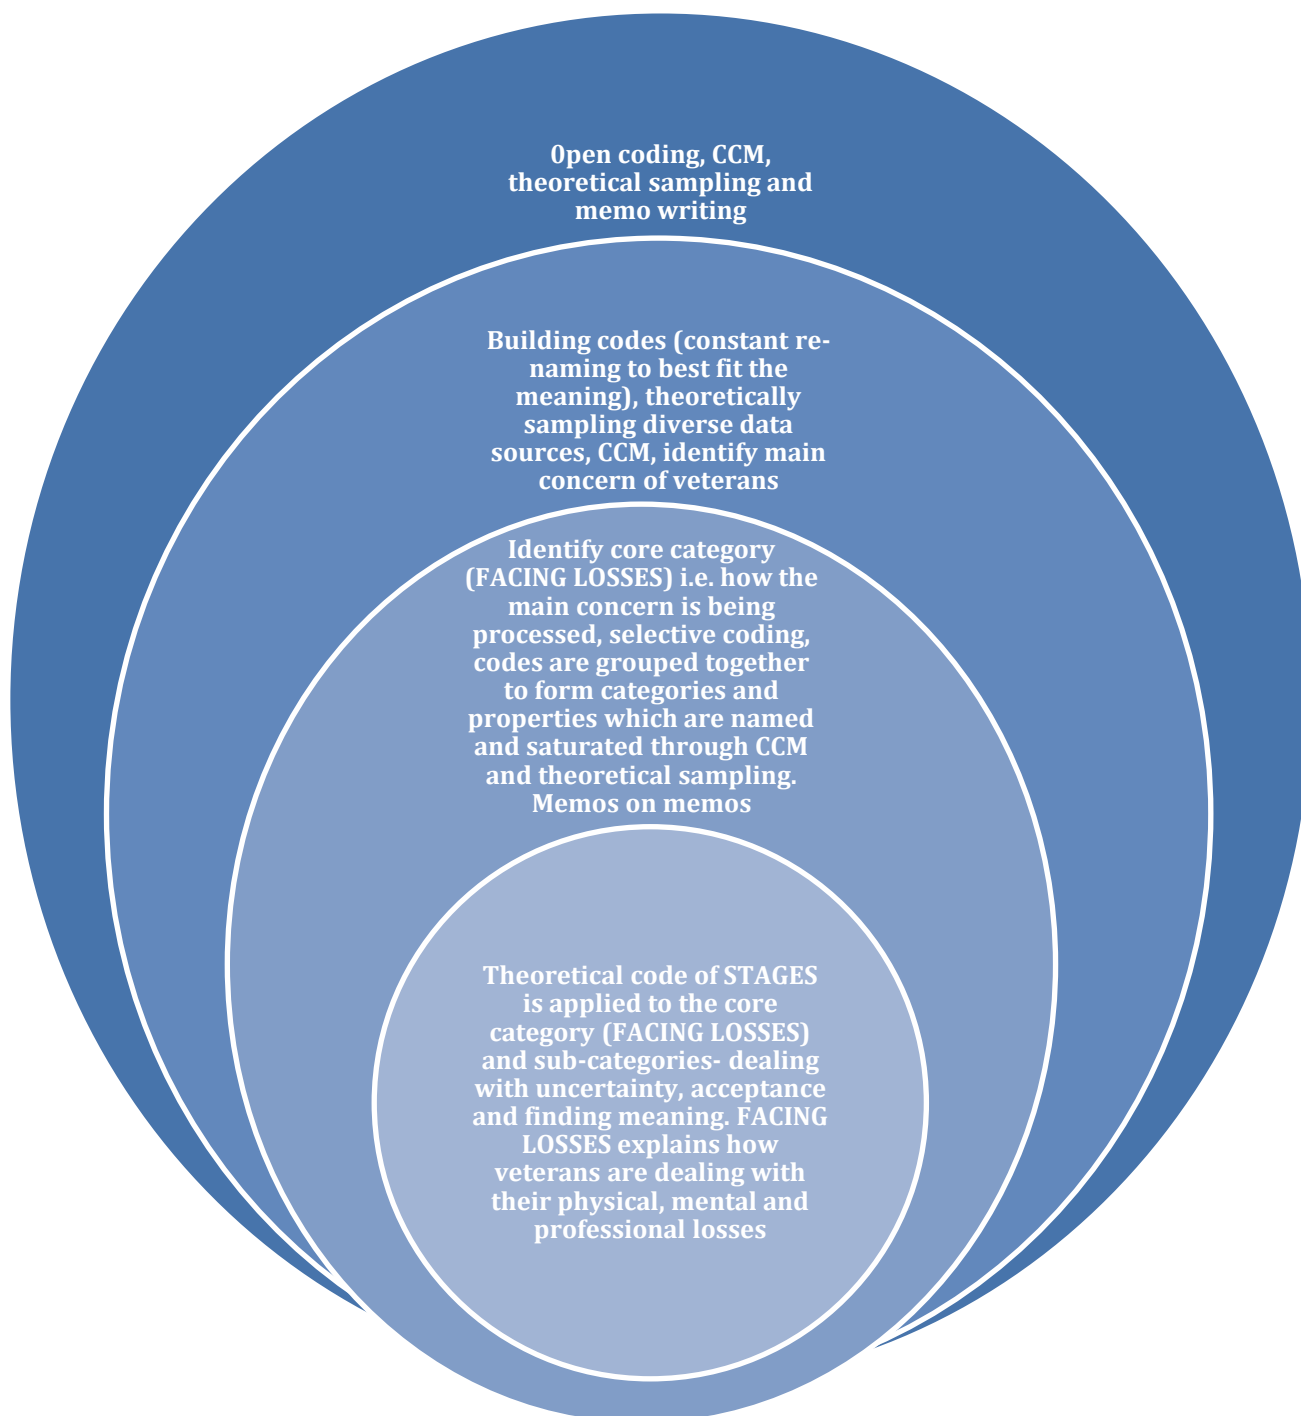 0pen coding, CCM,
theoretical sampling and
memo writing
Building codes (constant re-
naming to best fit the
meaning), theoretically
sampling diverse data
sources, CCM, identify main
concern of veterans
Identify core category
(FACING LOSSES) i.e. how the
main concern is being
processed, selective coding,
codes are grouped together
to form categories and
properties which are named
and saturated through CCM
and theoretical sampling.
Memos on memos
Theoretical code of STAGES
is applied to the core
category (FACING LOSSES)
and sub-categories- dealing
with uncertainty, acceptance
and finding meaning. FACING
LOSSES explains how
veterans are dealing with
their physical, mental and
professional losses